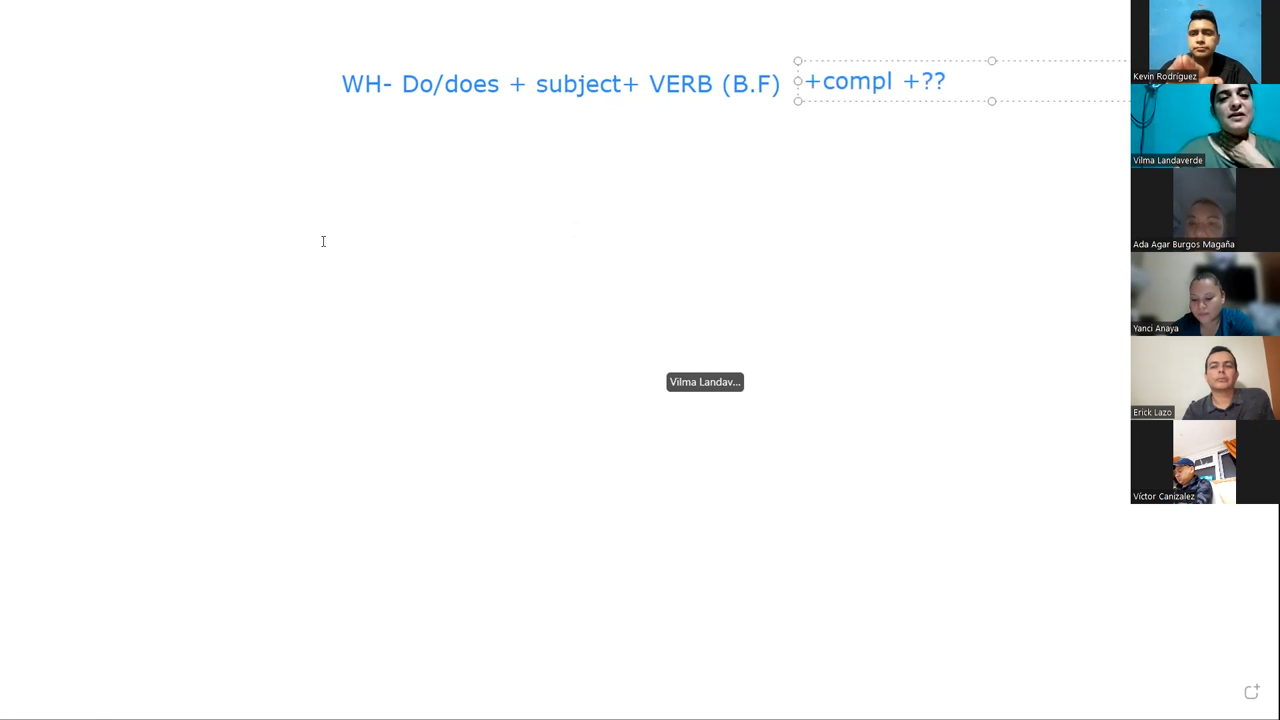 WH- Do/does + subject+ VERB (B.F) +compl +??
Kevin Rodríguez
Vilma Landaverde
Ada Agar Burgos Magaña
Yanci Anaya
Vilma Landav...
Erick Lazo
Víctor Canizalez